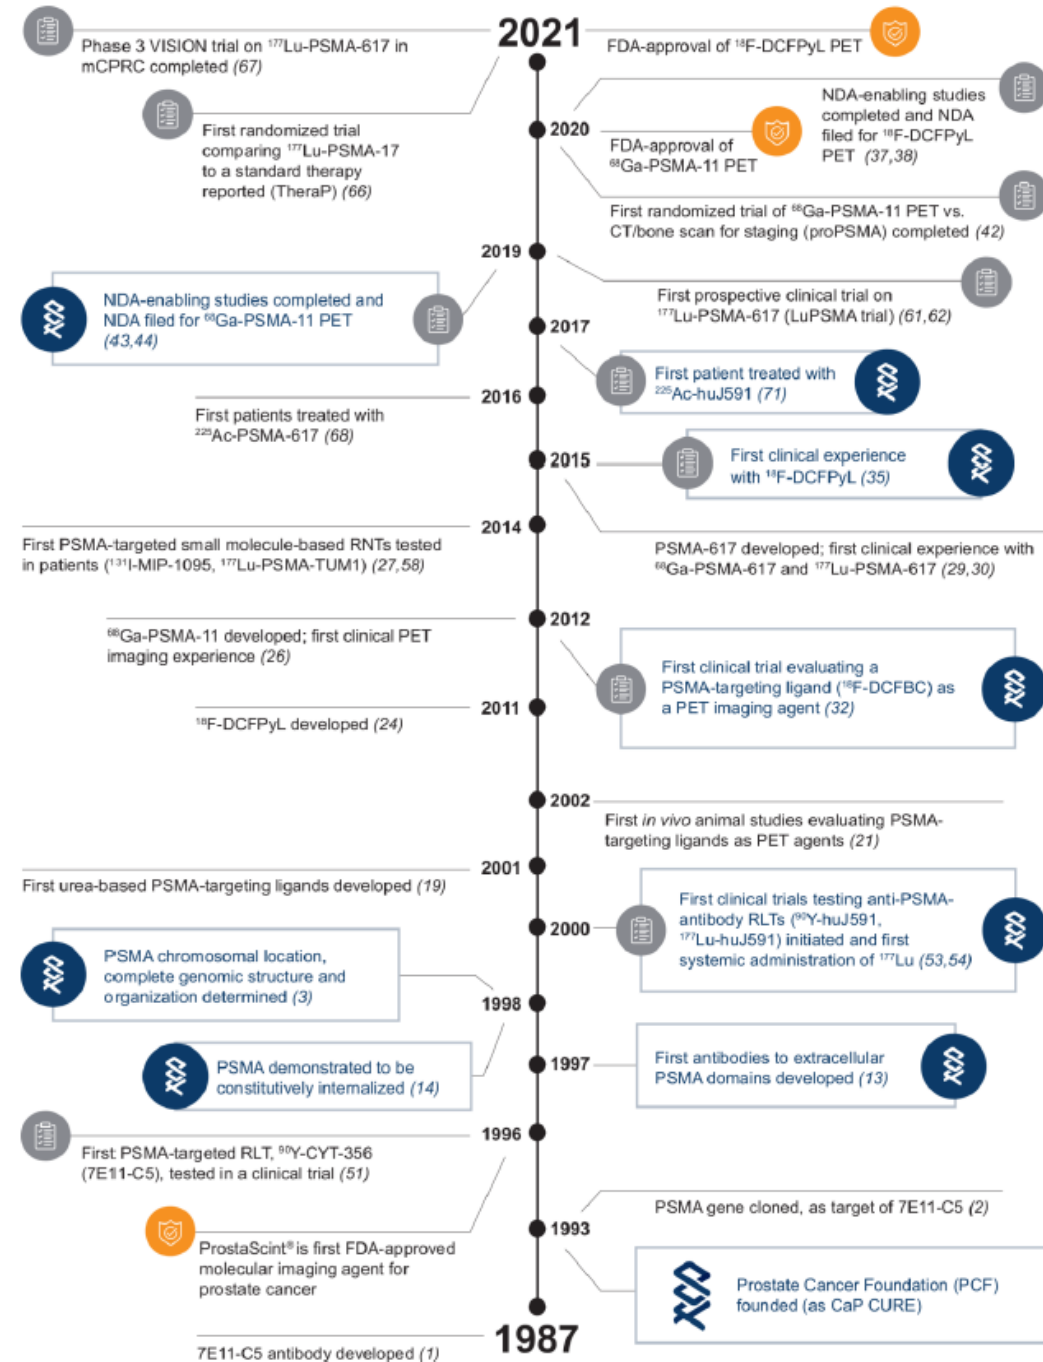 2021
Phase 3 VISION trial on ¹⁷⁷Lu-PSMA-617 in
mCPRC completed (67)
FDA-approval of ¹⁸F-DCFPyL PET
First randomized trial
comparing ¹⁷⁷Lu-PSMA-17
to a standard therapy
reported (TheraP) (66)
2020
NDA-enabling studies
completed and NDA
filed for ¹⁸F-DCFPyL
PET (37,38)
FDA-approval of
⁶⁸Ga-PSMA-11 PET
First randomized trial of ⁶⁸Ga-PSMA-11 PET vs.
CT/bone scan for staging (proPSMA) completed (42)
2019
NDA-enabling studies completed and
NDA filed for ⁶⁸Ga-PSMA-11 PET
(43,44)
First prospective clinical trial on
¹⁷⁷Lu-PSMA-617 (LuPSMA trial) (61,62)
2017
First patient treated with
²²⁵Ac-huJ591 (71)
2016
First patients treated with
²²⁵Ac-PSMA-617 (68)
2015
First clinical experience
with ¹⁸F-DCFPyL (35)
PSMA-617 developed; first clinical experience with
⁶⁸Ga-PSMA-617 and ¹⁷⁷Lu-PSMA-617 (29,30)
2014
First PSMA-targeted small molecule-based RNTs tested
in patients (¹³¹I-MIP-1095, ¹⁷⁷Lu-PSMA-TUM1) (27,58)
2012
⁶⁸Ga-PSMA-11 developed; first clinical PET
imaging experience (26)
First clinical trial evaluating a
PSMA-targeting ligand (¹⁸F-DCFBC) as
a PET imaging agent (32)
2011
¹⁸F-DCFPyL developed (24)
2002
First in vivo animal studies evaluating PSMA-
targeting ligands as PET agents (21)
2001
First urea-based PSMA-targeting ligands developed (19)
2000
First clinical trials testing anti-PSMA-
antibody RLTs (⁹⁰Y-huJ591,
¹⁷⁷Lu-huJ591) initiated and first
systemic administration of ¹⁷⁷Lu (53,54)
1998
PSMA chromosomal location,
complete genomic structure and
organization determined (3)
PSMA demonstrated to be
constitutively internalized (14)
1997
First antibodies to extracellular
PSMA domains developed (13)
1996
First PSMA-targeted RLT, ⁹⁰Y-CYT-356
(7E11-C5), tested in a clinical trial (51)
ProstaScint® is first FDA-approved
molecular imaging agent for
prostate cancer
1993
PSMA gene cloned, as target of 7E11-C5 (2)
Prostate Cancer Foundation (PCF)
founded (as CaP CURE)
1987
7E11-C5 antibody developed (1)